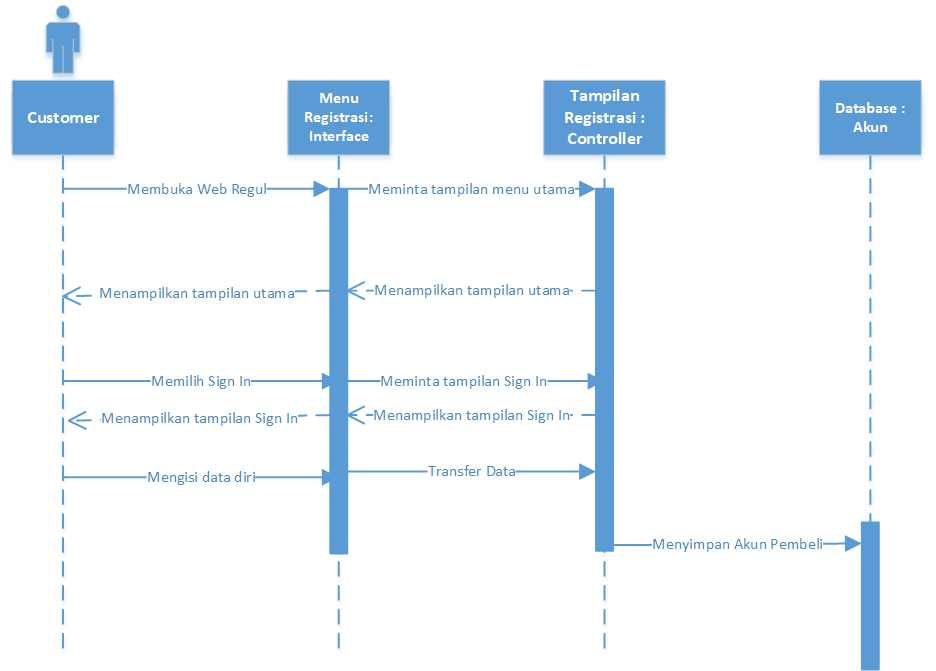 Customer
Menu
Registrasi:
Interface
Tampilan
Registrasi :
Controller
Database :
Akun
Membuka Web Regul
Meminta tampilan menu utama
Menampilkan tampilan utama
Menampilkan tampilan utama
Memilih Sign In
Meminta tampilan Sign In
Menampilkan tampilan Sign In
Menampilkan tampilan Sign In
Mengisi data diri
Transfer Data
Menyimpan Akun Pembeli